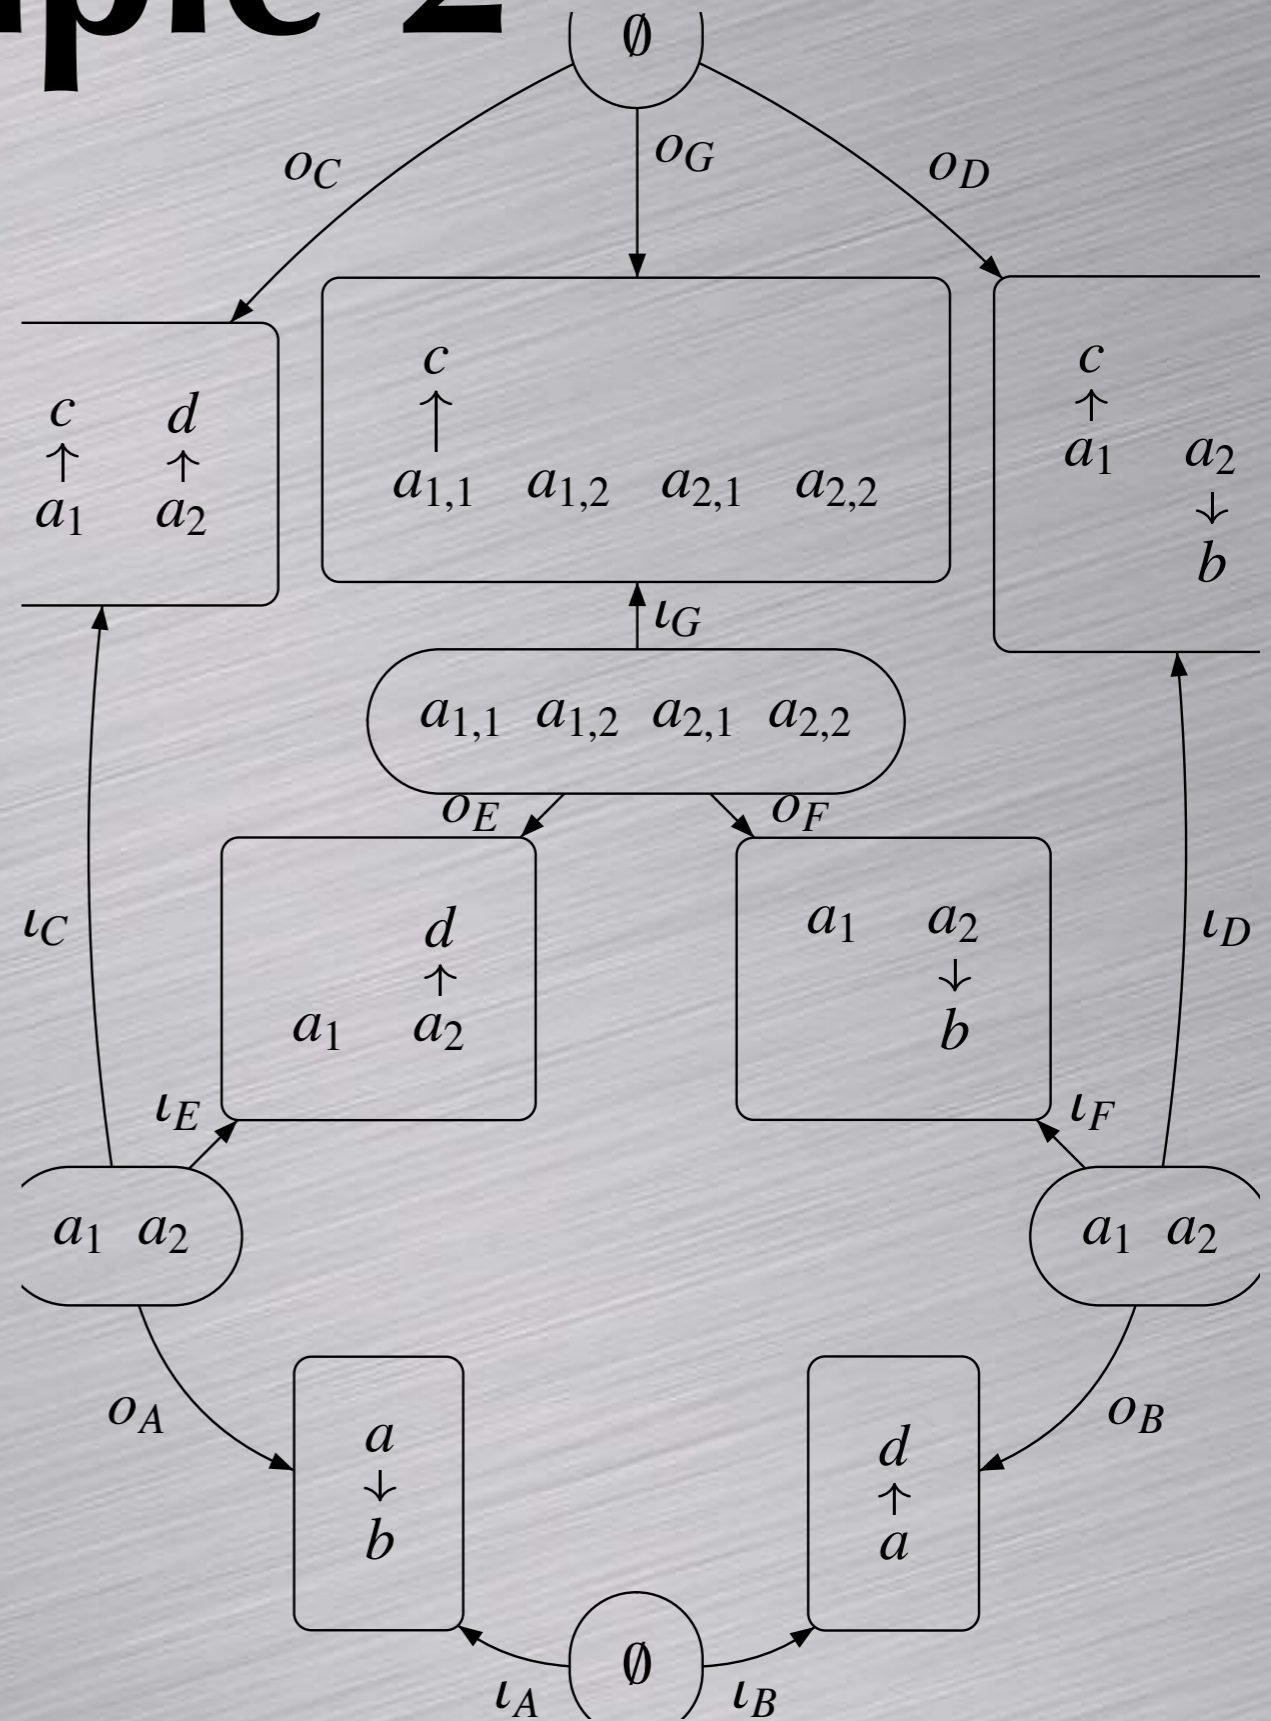 ple 2
∅
o_C
o_G
o_D
c d
↑ ↑
a_1 a_2
c
↑
a_{1,1} a_{1,2} a_{2,1} a_{2,2}
c
↑
a_1 a_2
↓
b
ι_G
a_{1,1} a_{1,2} a_{2,1} a_{2,2}
o_E
o_F
ι_C
d
↑
a_1 a_2
a_1 a_2
↓
b
ι_D
ι_E
ι_F
a_1 a_2
a_1 a_2
o_A
a
↓
b
d
↑
a
o_B
∅
ι_A
ι_B